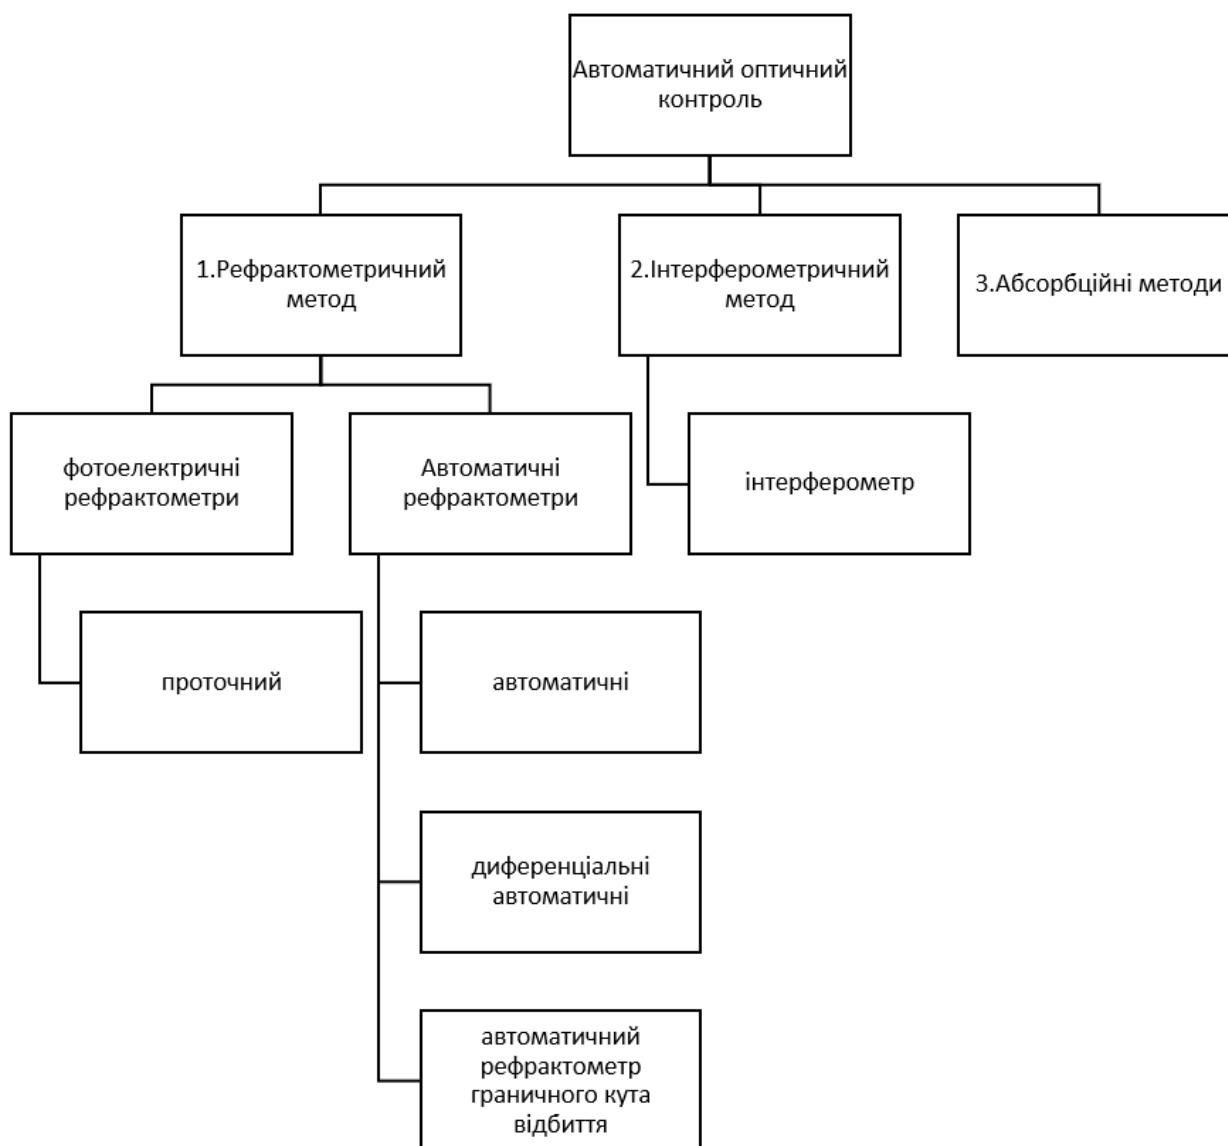 Автоматичний оптичний
контроль
1.Рефрактометричний
метод
2.Інтерферометричний
метод
3.Абсорбційні методи
фотоелектричні
рефрактометри
Автоматичні
рефрактометри
інтерферометр
проточний
автоматичні
диференціальні
автоматичні
автоматичний
рефрактометр
граничного кута
відбиття